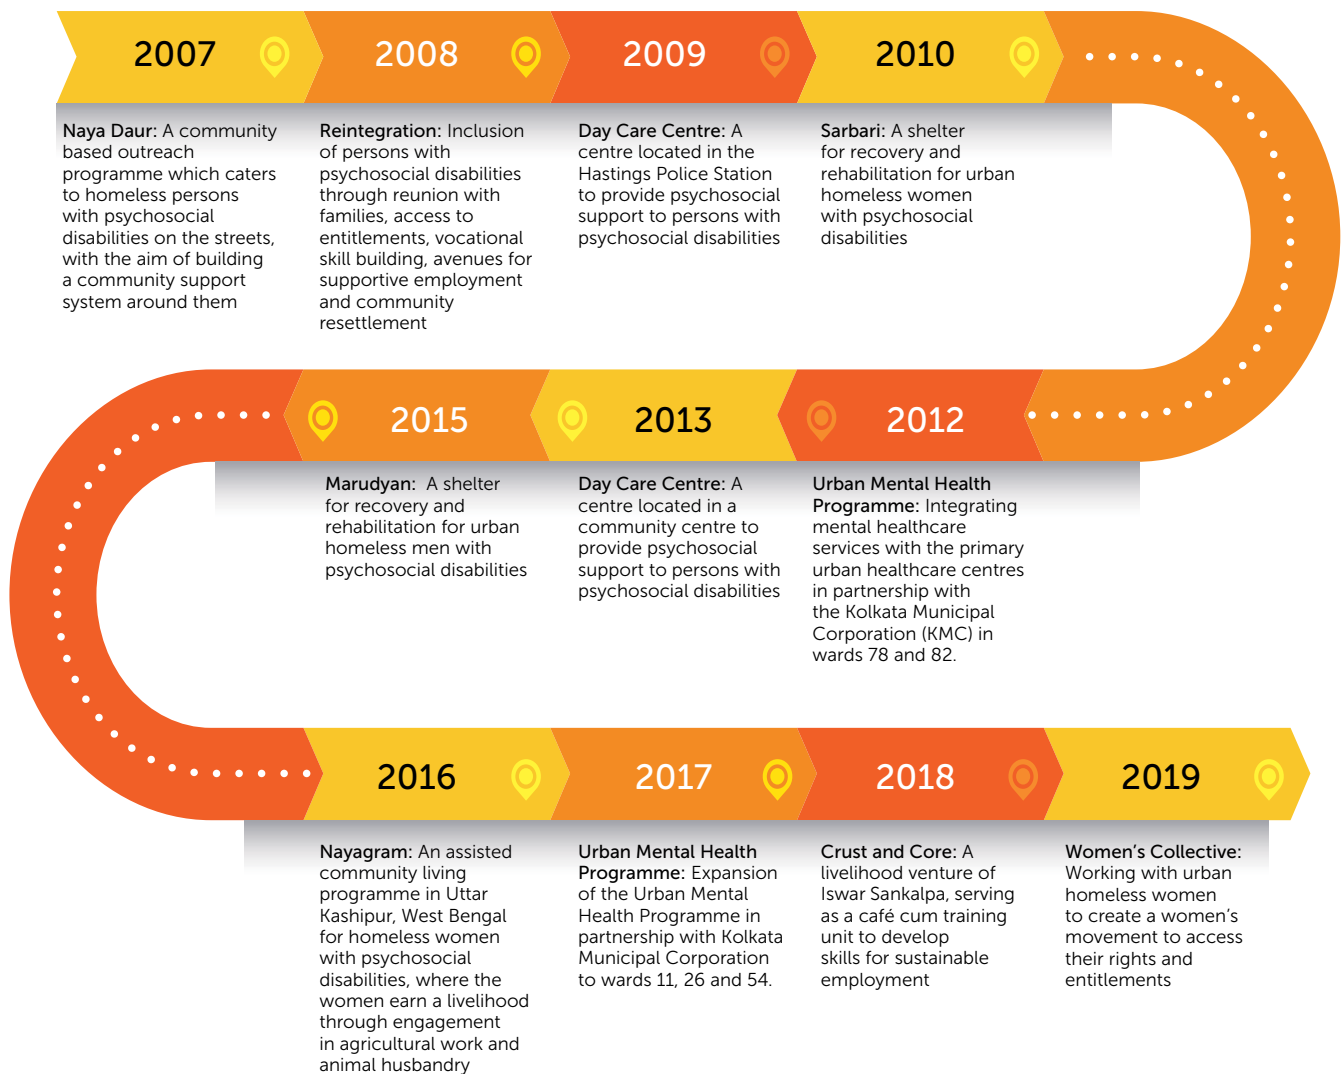 2007
Naya Daur: A community
based outreach
programme which caters
to homeless persons
with psychosocial
disabilities on the streets,
with the aim of building
a community support
system around them
2008
Reintegration: Inclusion
of persons with
psychosocial disabilities
through reunion with
families, access to
entitlements, vocational
skill building, avenues for
supportive employment
and community
resettlement
2009
Day Care Centre: A
centre located in the
Hastings Police Station
to provide psychosocial
support to persons with
psychosocial disabilities
2010
Sarbari: A shelter
for recovery and
rehabilitation for urban
homeless women
with psychosocial
disabilities
2012
Urban Mental Health
Programme: Integrating
mental healthcare
services with the primary
urban healthcare centres
in partnership with
the Kolkata Municipal
Corporation (KMC) in
wards 78 and 82.
2013
Day Care Centre: A
centre located in a
community centre to
provide psychosocial
support to persons with
psychosocial disabilities
2015
Marudyan: A shelter
for recovery and
rehabilitation for urban
homeless men with
psychosocial disabilities
2016
Nayagram: An assisted
community living
programme in Uttar
Kashipur, West Bengal
for homeless women
with psychosocial
disabilities, where the
women earn a livelihood
through engagement
in agricultural work and
animal husbandry
2017
Urban Mental Health
Programme: Expansion
of the Urban Mental
Health Programme in
partnership with Kolkata
Municipal Corporation
to wards 11, 26 and 54.
2018
Crust and Core: A
livelihood venture of
Iswar Sankalpa, serving
as a café cum training
unit to develop
skills for sustainable
employment
2019
Women’s Collective:
Working with urban
homeless women
to create a women’s
movement to access
their rights and
entitlements